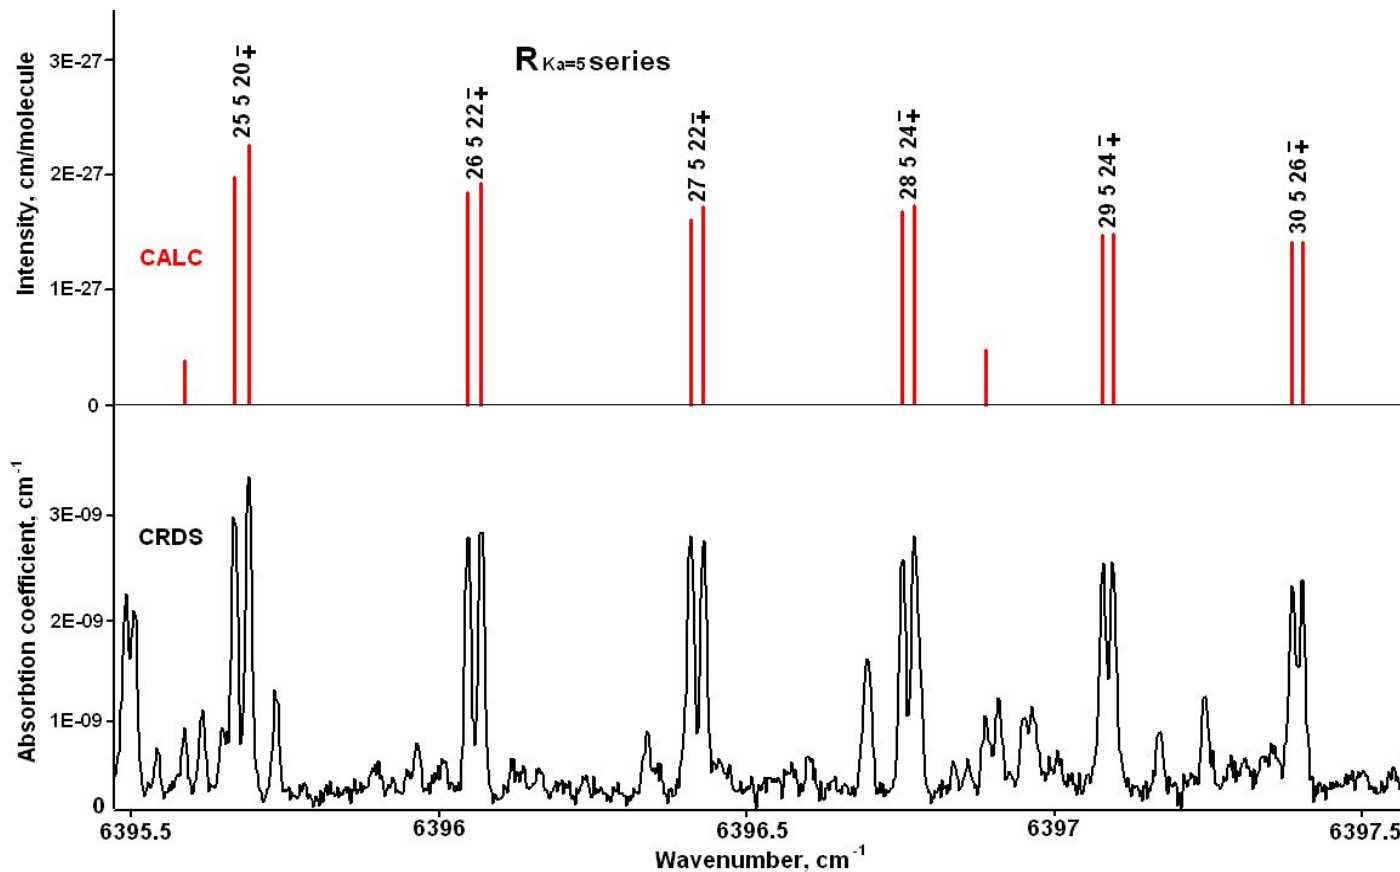 R Ka=5 series
3E-27
2E-27
1E-27
0
Intensity, cm/molecule
CALC
25 5 20 -+
26 5 22 -+
27 5 22 -+
28 5 24 -+
29 5 24 -+
30 5 26 -+
CRDS
3E-09
2E-09
1E-09
0
Absorbtion coefficient, cm-1
6395.5
6396
6396.5
6397
6397.5
Wavenumber, cm-1